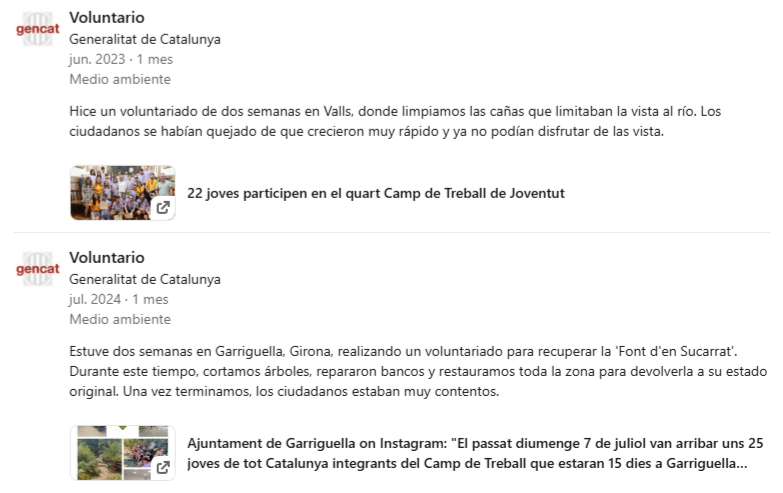 gencat
Voluntario
Generalitat de Catalunya
jun. 2023 · 1 mes
Medio ambiente
Hice un voluntariado de dos semanas en Valls, donde limpiamos las cañas que limitaban la vista al río. Los
ciudadanos se habían quejado de que crecieron muy rápido y ya no podían disfrutar de las vista.
22 joves participen en el quart Camp de Treball de Joventut
gencat
Voluntario
Generalitat de Catalunya
jul. 2024 · 1 mes
Medio ambiente
Estuve dos semanas en Garriguella, Girona, realizando un voluntariado para recuperar la 'Font d'en Sucarrat'.
Durante este tiempo, cortamos árboles, repararon bancos y restauramos toda la zona para devolverla a su estado
original. Una vez terminamos, los ciudadanos estaban muy contentos.
Ajuntament de Garriguella on Instagram: "El passat diumenge 7 de juliol van arribar uns 25
joves de tot Catalunya integrants del Camp de Treball que estaran 15 dies a Garriguella...